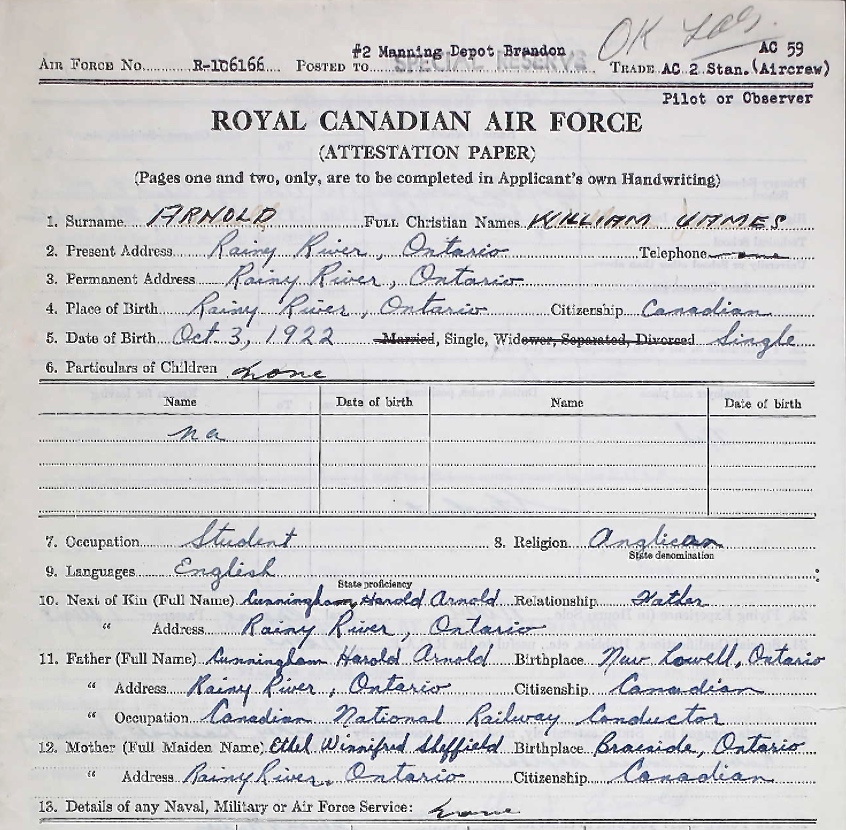 OK
#2 Manning Depot Brandon AC 59
AIR FORCE NO. R-106166 POSTED TO SPECIAL RESERVE TRADE AC 2 Stan. (Aircrew)
Pilot or Observer
ROYAL CANADIAN AIR FORCE
(ATTESTATION PAPER)
(Pages one and two, only, are to be completed in Applicant's own Handwriting)
1. Surname ARNOLD FULL Christian Names WILLIAM JAMES
2. Present Address Rainy River, Ontario Telephone none
3. Permanent Address Rainy River, Ontario
4. Place of Birth Rainy River, Ontario Citizenship Canadian
5. Date of Birth Oct. 3, 1922 Married, Single, Widower, Separated, Divorced Single
6. Particulars of Children none
Name Date of birth Name Date of birth
na
7. Occupation Student 8. Religion Anglican
State denomination
9. Languages English
State proficiency
10. Next of Kin (Full Name) Cunningham Harold Arnold Relationship Father
" Address Rainy River, Ontario
11. Father (Full Name) Cunningham Harold Arnold Birthplace New Lowell, Ontario
" Address Rainy River, Ontario Citizenship Canadian
" Occupation Canadian National Railway Conductor
12. Mother (Full Maiden Name) Ethel Winnifred Sheffield Birthplace Braeside, Ontario
" Address Rainy River, Ontario Citizenship Canadian
13. Details of any Naval, Military or Air Force Service: none